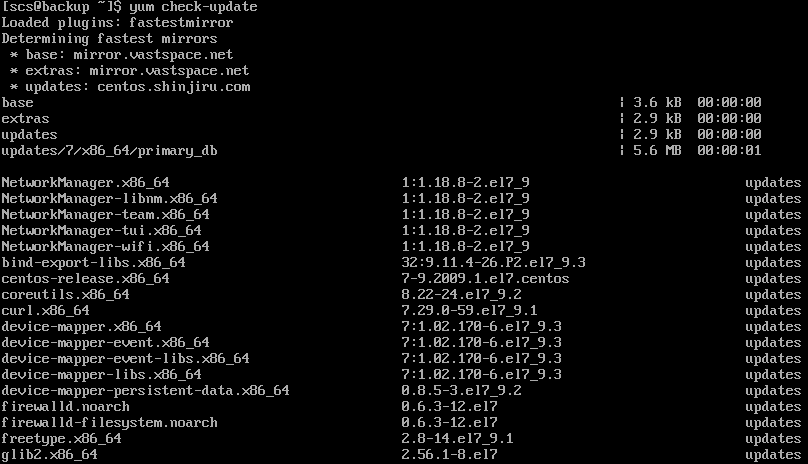 [scs@backup ~]$ yum check-update
Loaded plugins: fastestmirror
Determining fastest mirrors
 * base: mirror.vastspace.net
 * extras: mirror.vastspace.net
 * updates: centos.shinjiru.com
base | 3.6 kB 00:00:00
extras | 2.9 kB 00:00:00
updates | 2.9 kB 00:00:00
updates/7/x86_64/primary_db | 5.6 MB 00:00:01
NetworkManager.x86_64 1:1.18.8-2.el7_9 updates
NetworkManager-libnm.x86_64 1:1.18.8-2.el7_9 updates
NetworkManager-team.x86_64 1:1.18.8-2.el7_9 updates
NetworkManager-tui.x86_64 1:1.18.8-2.el7_9 updates
NetworkManager-wifi.x86_64 1:1.18.8-2.el7_9 updates
bind-export-libs.x86_64 32:9.11.4-26.P2.el7_9.3 updates
centos-release.x86_64 7-9.2009.1.el7.centos updates
coreutils.x86_64 8.22-24.el7_9.2 updates
curl.x86_64 7.29.0-59.el7_9.1 updates
device-mapper.x86_64 7:1.02.170-6.el7_9.3 updates
device-mapper-event.x86_64 7:1.02.170-6.el7_9.3 updates
device-mapper-event-libs.x86_64 7:1.02.170-6.el7_9.3 updates
device-mapper-libs.x86_64 7:1.02.170-6.el7_9.3 updates
device-mapper-persistent-data.x86_64 0.8.5-3.el7_9.2 updates
firewalld.noarch 0.6.3-12.el7 updates
firewalld-filesystem.noarch 0.6.3-12.el7 updates
freetype.x86_64 2.8-14.el7_9.1 updates
glib2.x86_64 2.56.1-8.el7 updates